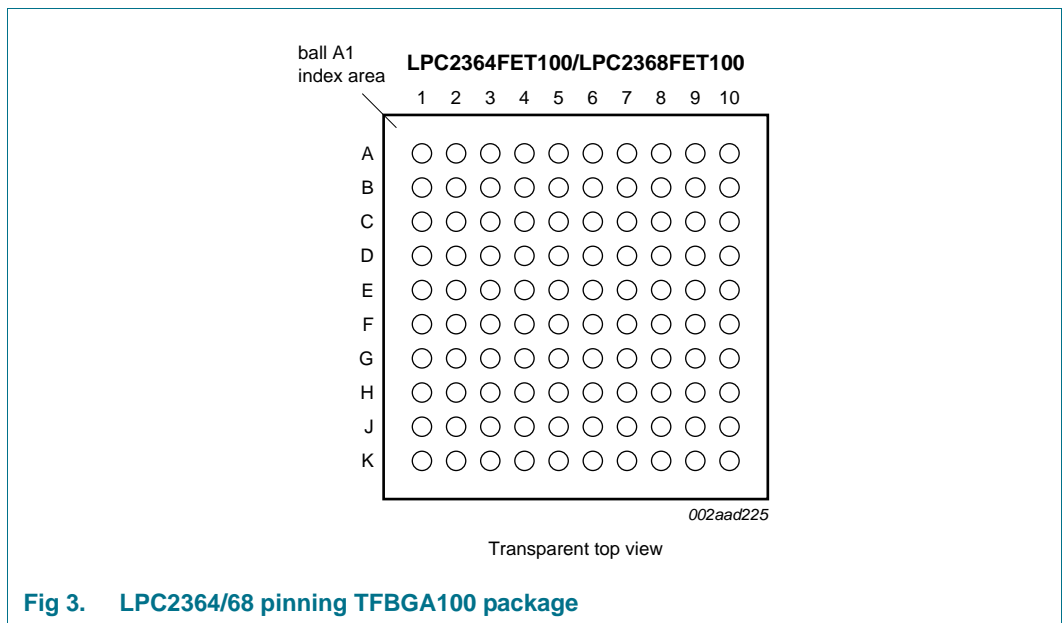 ball A1
index area
LPC2364FET100/LPC2368FET100
1 2 3 4 5 6 7 8 9 10
A
B
C
D
E
F
G
H
J
K
002aad225
Transparent top view
Fig 3. LPC2364/68 pinning TFBGA100 package